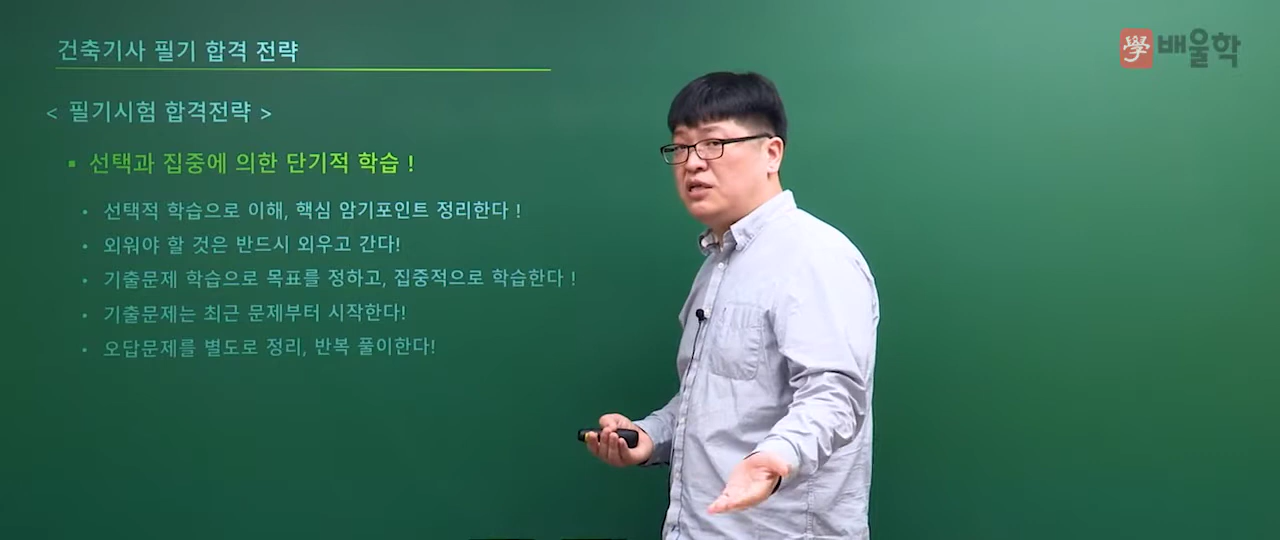 건축기사 필기 합격 전략
學 배울학
< 필기시험 합격전략 >
▪ 선택과 집중에 의한 단기적 학습 !
• 선택적 학습으로 이해, 핵심 암기포인트 정리한다 !
• 외워야 할 것은 반드시 외우고 간다!
• 기출문제 학습으로 목표를 정하고, 집중적으로 학습한다 !
• 기출문제는 최근 문제부터 시작한다!
• 오답문제를 별도로 정리, 반복 풀이한다!